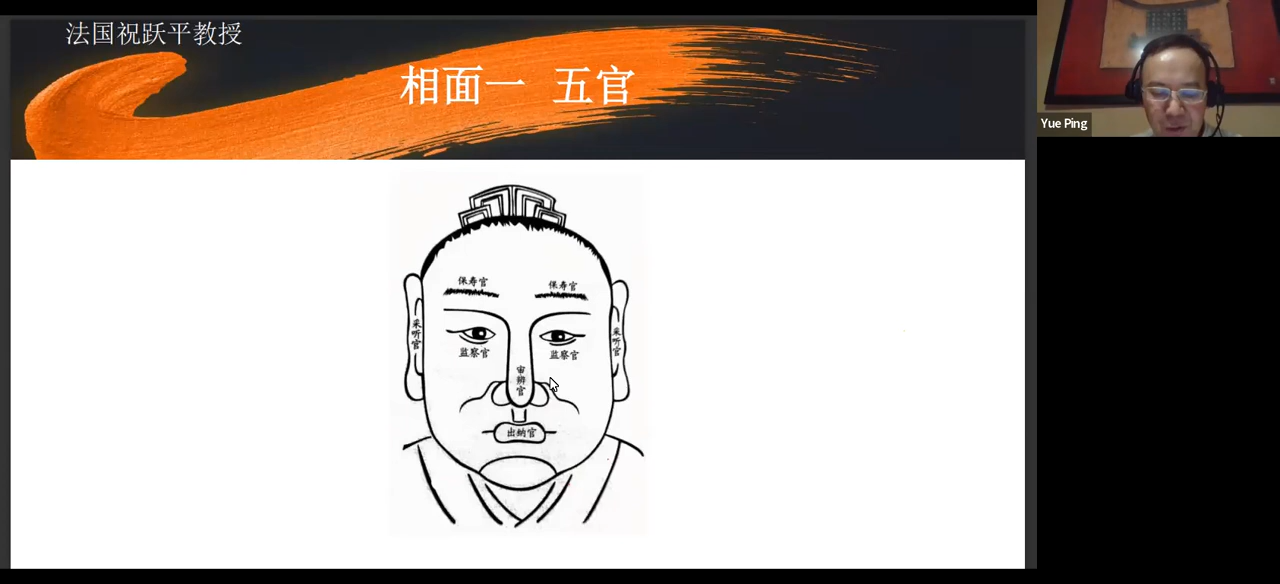 法国祝跃平教授
相面一 五官
Yue Ping
保寿官
保寿官
采听官
采听官
监察官
监察官
审辨官
出纳官